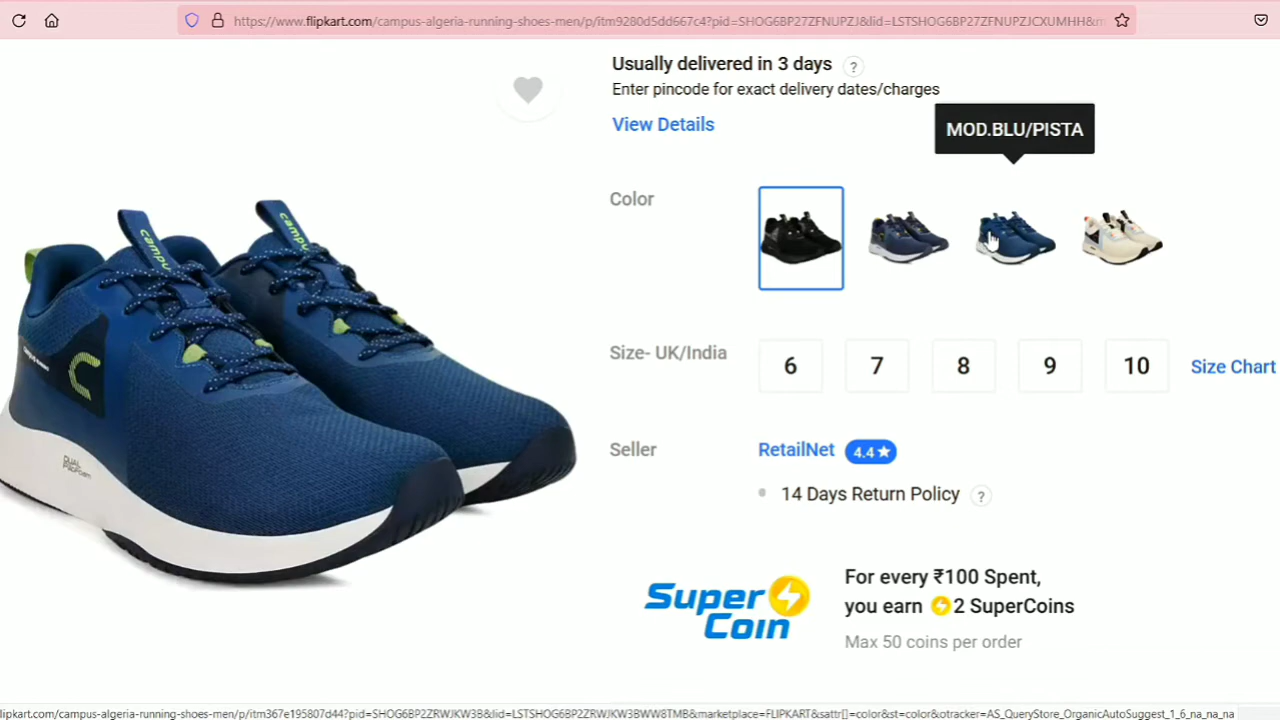 https://www.flipkart.com/campus-algeria-running-shoes-men/p/itm9280d5dd667c4?pid=SHOG6BP27ZFNUPZJ&lid=LSTSHOG6BP27ZFNUPZJCXUMHH&m
Usually delivered in 3 days ?
Enter pincode for exact delivery dates/charges
View Details
MOD.BLU/PISTA
Color
campus
campu
C
DUAL
Size- UK/India 6 7 8 9 10 Size Chart
Seller RetailNet 4.4★
14 Days Return Policy ?
Super Coin
For every ₹100 Spent,
you earn 2 SuperCoins
Max 50 coins per order
lipkart.com/campus-algeria-running-shoes-men/p/itm367e195807d44?pid=SHOG6BP2ZRWJKW3B&lid=LSTSHOG6BP2ZRWJKW3BWW8TMB&marketplace=FLIPKART&sattr[]=color&st=color&otracker=AS_QueryStore_OrganicAutoSuggest_1_6_na_na_na